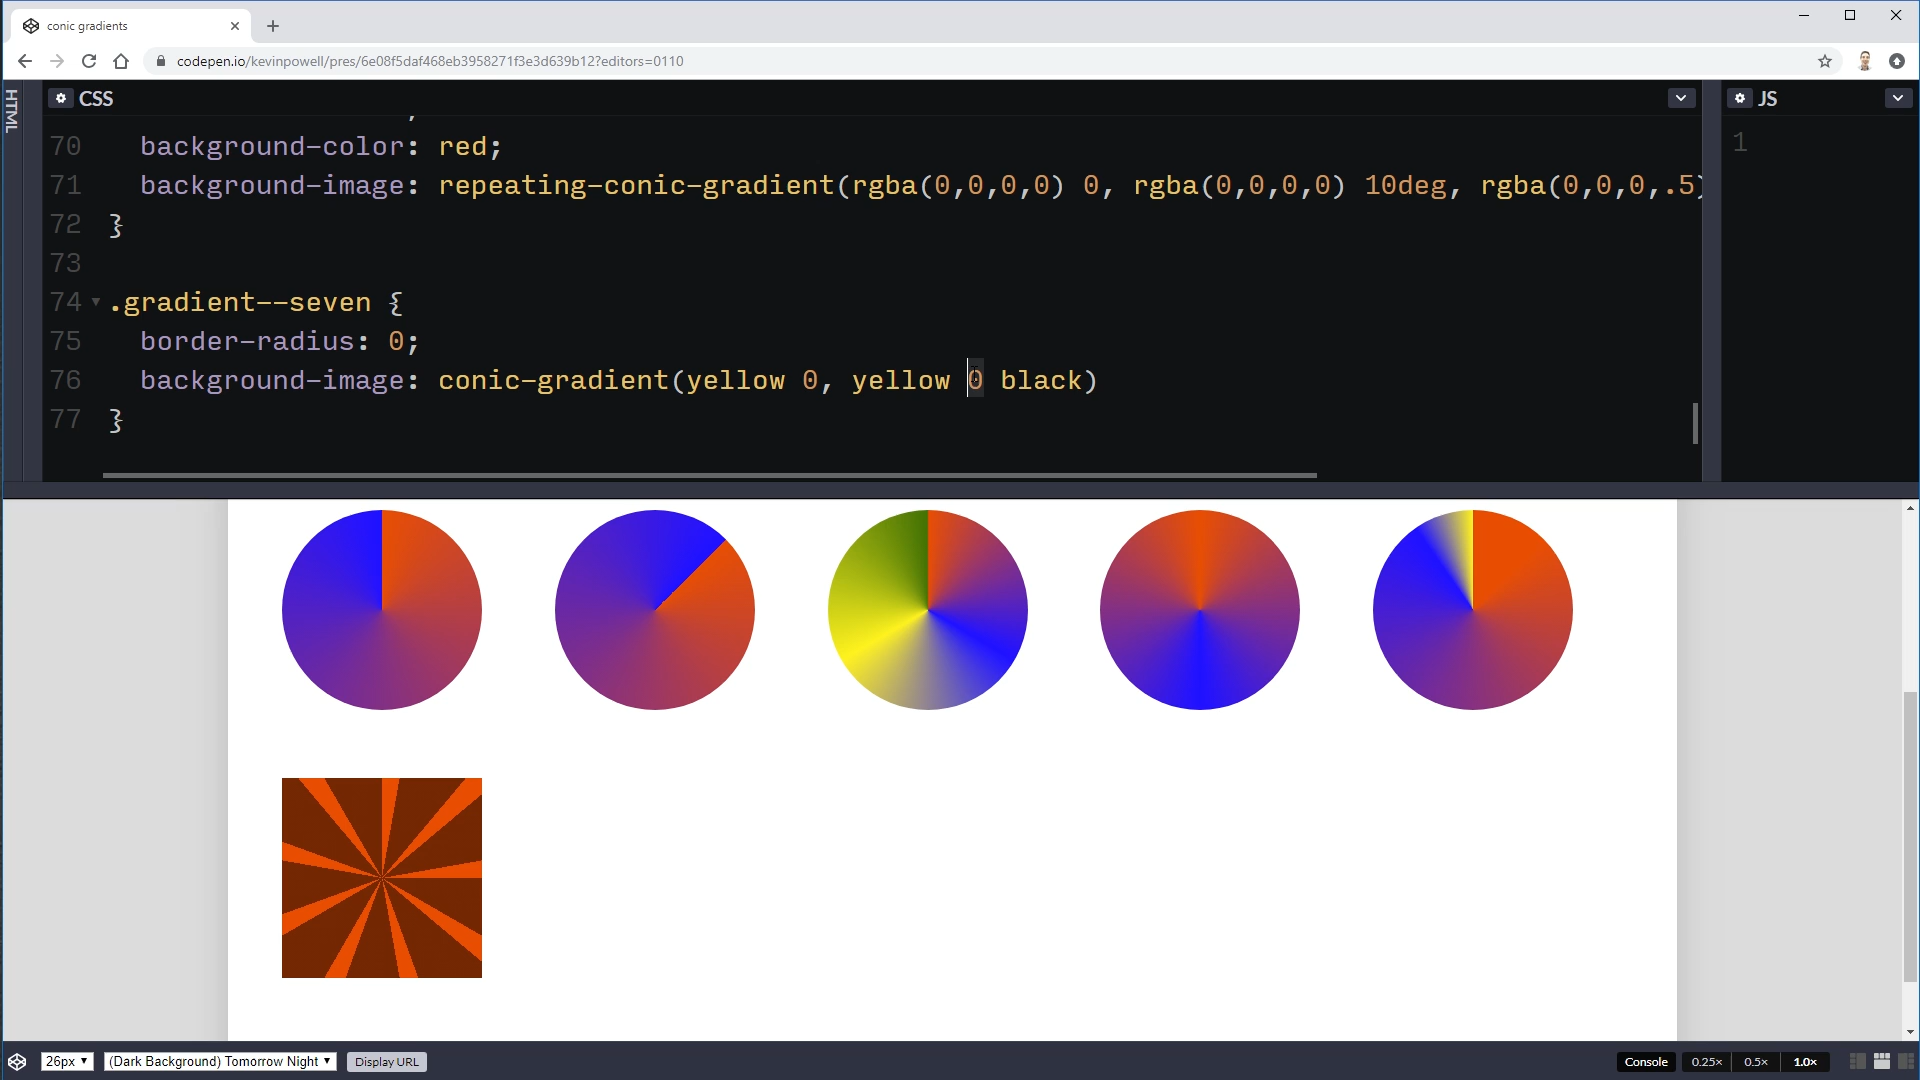 conic gradients
codepen.io/kevinpowell/pres/6e08f5daf468eb3958271f3e3d639b12?editors=0110
HTML
CSS
JS
70 background-color: red;
1
71 background-image: repeating-conic-gradient(rgba(0,0,0,0) 0, rgba(0,0,0,0) 10deg, rgba(0,0,0,.5)
72 }
73
74 .gradient--seven {
75 border-radius: 0;
76 background-image: conic-gradient(yellow 0, yellow 0 black)
77 }
26px (Dark Background) Tomorrow Night Display URL Console 0.25× 0.5× 1.0×